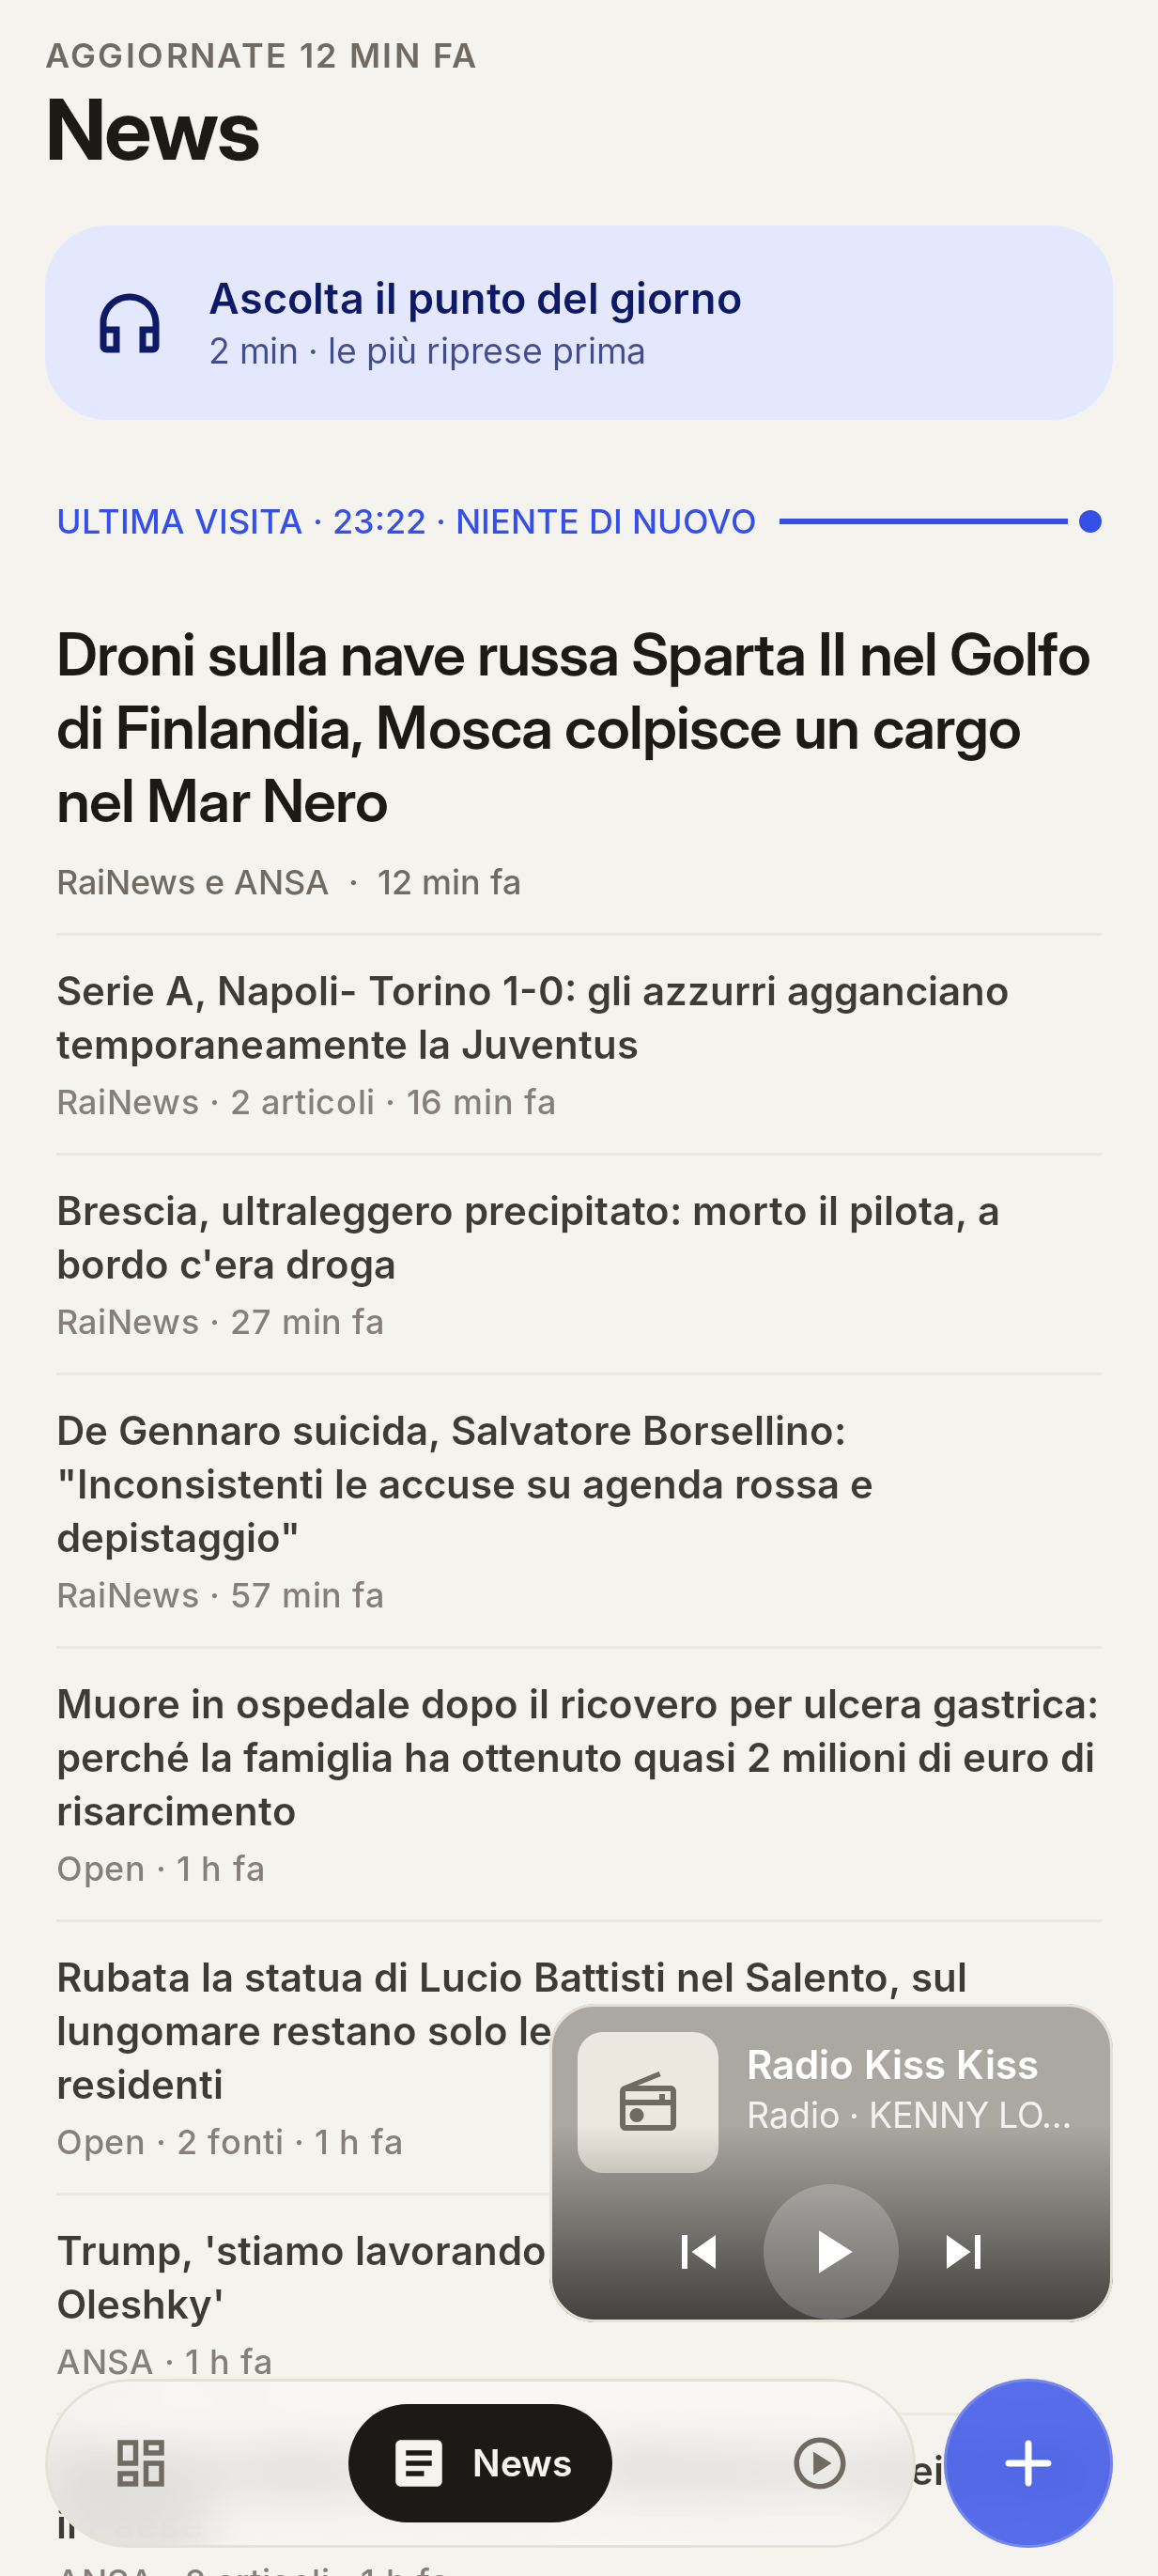 AGGIORNATE 12 MIN FA
News
Ascolta il punto del giorno
2 min · le più riprese prima
ULTIMA VISITA · 23:22 · NIENTE DI NUOVO
Droni sulla nave russa Sparta II nel Golfo
di Finlandia, Mosca colpisce un cargo
nel Mar Nero
RaiNews e ANSA · 12 min fa
Serie A, Napoli- Torino 1-0: gli azzurri agganciano
temporaneamente la Juventus
RaiNews · 2 articoli · 16 min fa
Brescia, ultraleggero precipitato: morto il pilota, a
bordo c'era droga
RaiNews · 27 min fa
De Gennaro suicida, Salvatore Borsellino:
"Inconsistenti le accuse su agenda rossa e
depistaggio"
RaiNews · 57 min fa
Muore in ospedale dopo il ricovero per ulcera gastrica:
perché la famiglia ha ottenuto quasi 2 milioni di euro di
risarcimento
Open · 1 h fa
Rubata la statua di Lucio Battisti nel Salento, sul
lungomare restano solo le
residenti
Open · 2 fonti · 1 h fa
Radio Kiss Kiss
Radio · KENNY LO...
Trump, 'stiamo lavorando
Oleshky'
ANSA · 1 h fa
News
ANSA · 2 articoli · 1 h fa